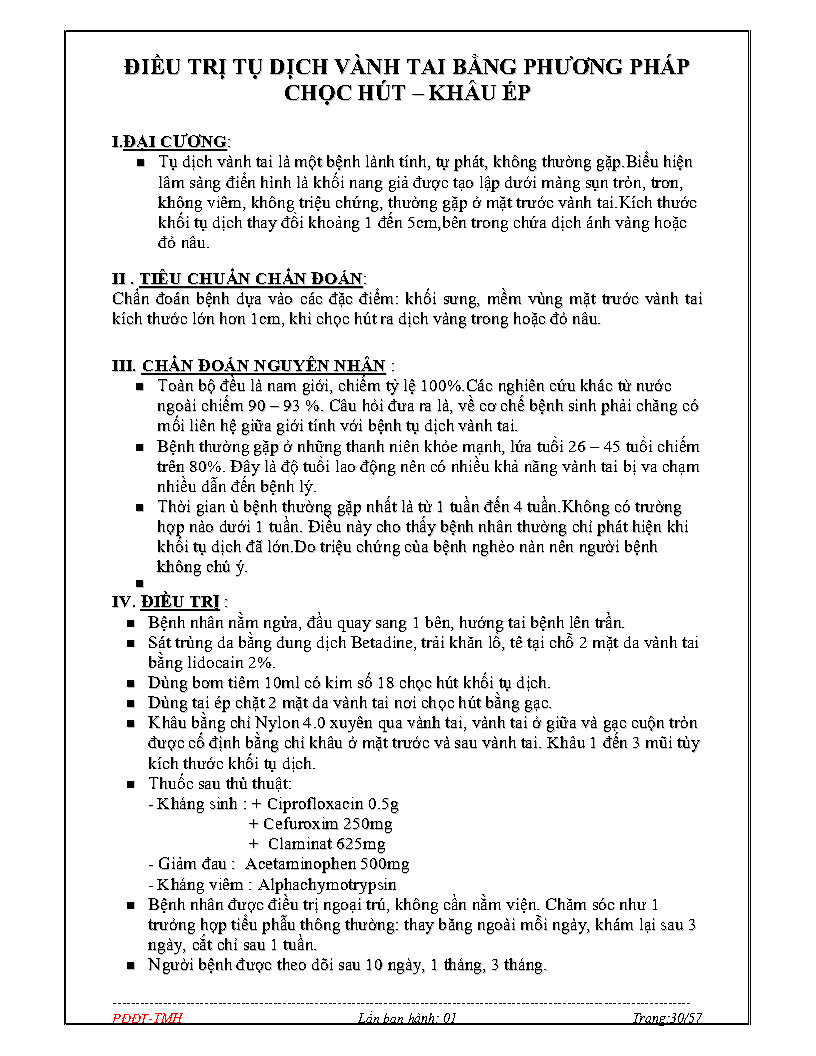 ĐIỀU TRỊ TỤ DỊCH VÀNH TAI BẰNG PHƯƠNG PHÁP
CHỌC HÚT – KHÂU ÉP
I.ĐẠI CƯƠNG:
■ Tụ dịch vành tai là một bệnh lành tính, tự phát, không thường gặp.Biểu hiện
lâm sàng điển hình là khối nang giả được tạo lập dưới màng sụn tròn, trơn,
không viêm, không triệu chứng, thường gặp ở mặt trước vành tai.Kích thước
khối tụ dịch thay đổi khoảng 1 đến 5cm,bên trong chứa dịch ánh vàng hoặc
đỏ nâu.
II . TIÊU CHUẨN CHẨN ĐOÁN:
Chẩn đoán bệnh dựa vào các đặc điểm: khối sưng, mềm vùng mặt trước vành tai
kích thước lớn hơn 1cm, khi chọc hút ra dịch vàng trong hoặc đỏ nâu.
III. CHẨN ĐOÁN NGUYÊN NHÂN :
■ Toàn bộ đều là nam giới, chiếm tỷ lệ 100%.Các nghiên cứu khác từ nước
ngoài chiếm 90 – 93 %. Câu hỏi đưa ra là, về cơ chế bệnh sinh phải chăng có
mối liên hệ giữa giới tính với bệnh tụ dịch vành tai.
■ Bệnh thường gặp ở những thanh niên khỏe mạnh, lứa tuổi 26 – 45 tuổi chiếm
trên 80%. Đây là độ tuổi lao động nên có nhiều khả năng vành tai bị va chạm
nhiều dẫn đến bệnh lý.
■ Thời gian ủ bệnh thường gặp nhất là từ 1 tuần đến 4 tuần.Không có trường
hợp nào dưới 1 tuần. Điều này cho thấy bệnh nhân thường chỉ phát hiện khi
khối tụ dịch đã lớn.Do triệu chứng của bệnh nghèo nàn nên người bệnh
không chú ý.
■
IV. ĐIỀU TRỊ :
■ Bệnh nhân nằm ngửa, đầu quay sang 1 bên, hướng tai bệnh lên trần.
■ Sát trùng da bằng dung dịch Betadine, trải khăn lỗ, tê tại chỗ 2 mặt da vành tai
bằng lidocain 2%.
■ Dùng bơm tiêm 10ml có kim số 18 chọc hút khối tụ dịch.
■ Dùng tai ép chặt 2 mặt da vành tai nơi chọc hút bằng gạc.
■ Khâu bằng chỉ Nylon 4.0 xuyên qua vành tai, vành tai ở giữa và gạc cuộn tròn
được cố định bằng chỉ khâu ở mặt trước và sau vành tai. Khâu 1 đến 3 mũi tùy
kích thước khối tụ dịch.
■ Thuốc sau thủ thuật:
- Kháng sinh : + Ciprofloxacin 0.5g
+ Cefuroxim 250mg
+ Claminat 625mg
- Giảm đau : Acetaminophen 500mg
- Kháng viêm : Alphachymotrypsin
■ Bệnh nhân được điều trị ngoại trú, không cần nằm viện. Chăm sóc như 1
trường hợp tiểu phẫu thông thường: thay băng ngoài mỗi ngày, khám lại sau 3
ngày, cắt chỉ sau 1 tuần.
■ Người bệnh được theo dõi sau 10 ngày, 1 tháng, 3 tháng.
PĐĐT-TMH Lần ban hành: 01 Trang:30/57